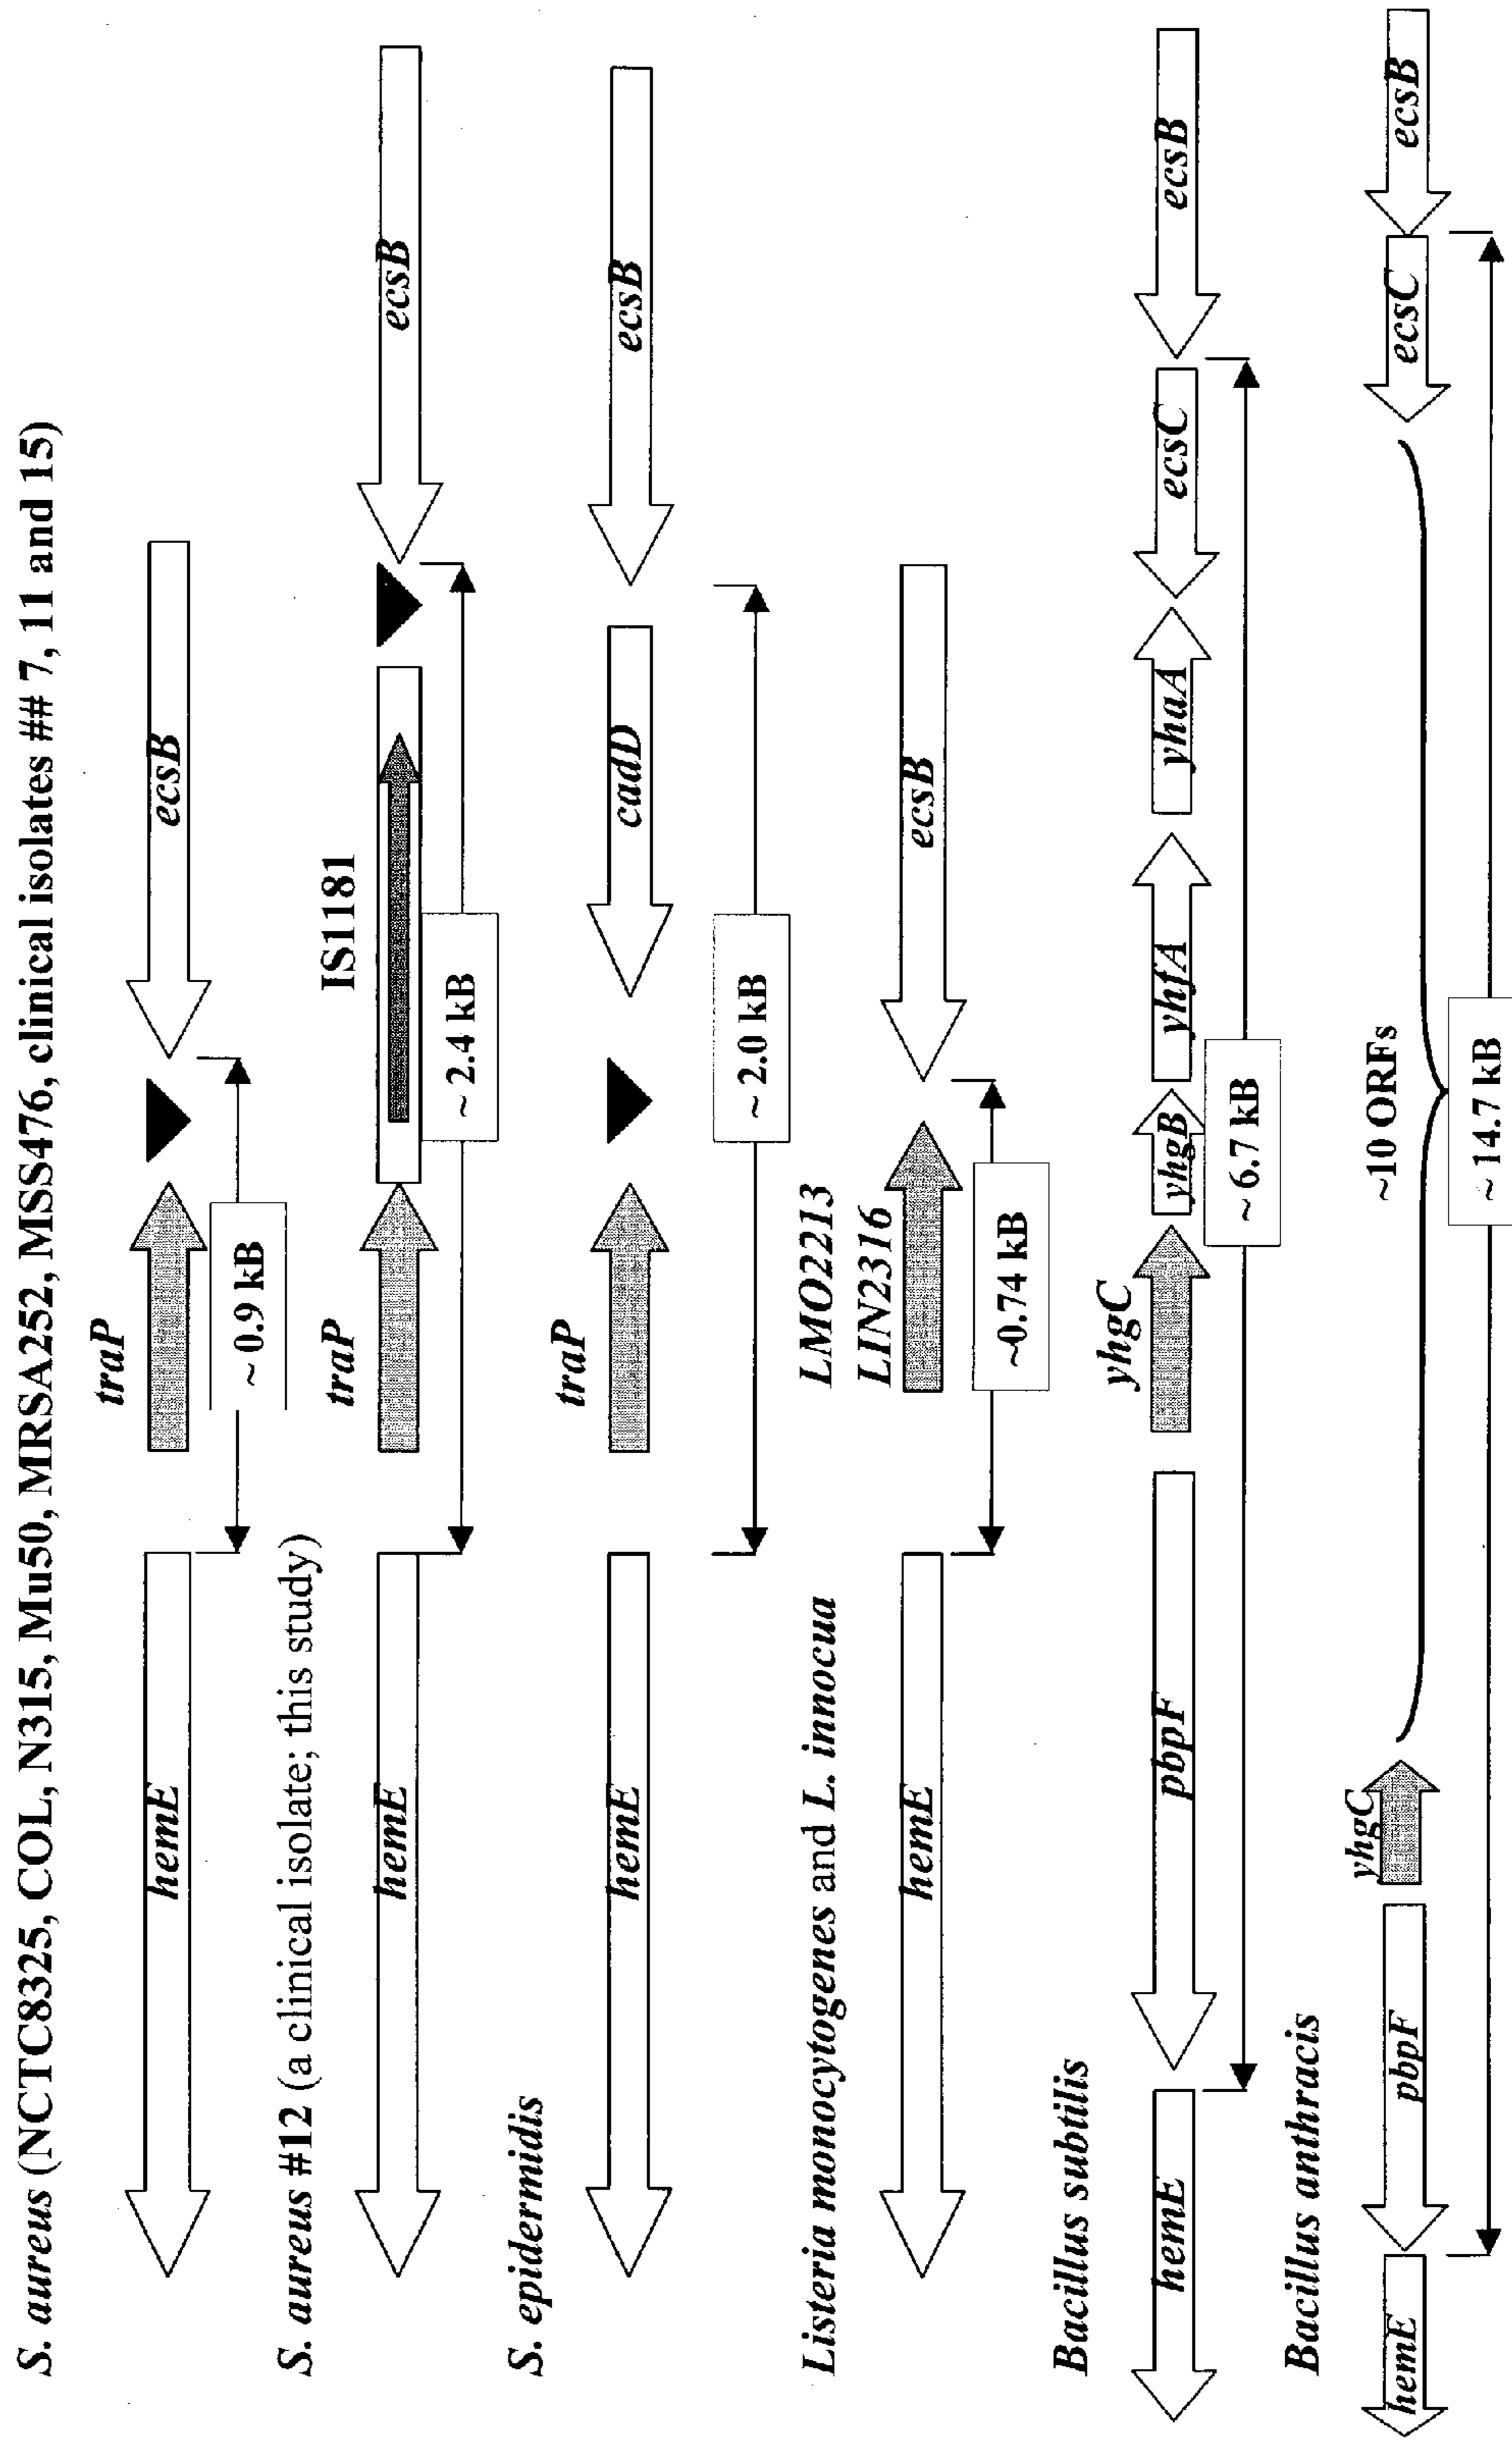 S. aureus (NCTC8325, COL, N315, Mu50, MRSA252, MSS476, clinical isolates ## 7, 11 and 15)
hemE
traP
ecsB
~ 0.9 kB
S. aureus #12 (a clinical isolate; this study)
hemE
traP
IS1181
ecsB
~ 2.4 kB
S. epidermidis
hemE
traP
cadD
ecsB
~ 2.0 kB
Listeria monocytogenes and L. innocua
hemE
LMO2213
LIN2316
ecsB
~0.74 kB
Bacillus subtilis
hemE
pbpF
yhgC
yhgB
yhfA
yhaA
ecsC
ecsB
~ 6.7 kB
Bacillus anthracis
hemE
pbpF
yhgC
~10 ORFs
ecsC
ecsB
~ 14.7 kB